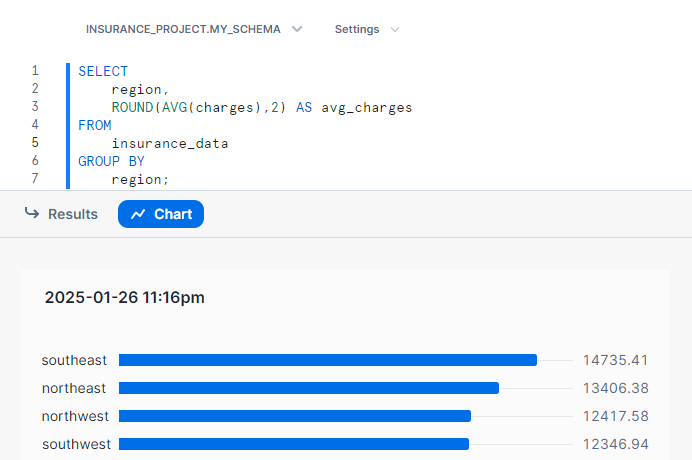 INSURANCE_PROJECT.MY_SCHEMA Settings
1 SELECT
2 region,
3 ROUND(AVG(charges),2) AS avg_charges
4 FROM
5 insurance_data
6 GROUP BY
7 region;
Results Chart
2025-01-26 11:16pm
southeast 14735.41
northeast 13406.38
northwest 12417.58
southwest 12346.94